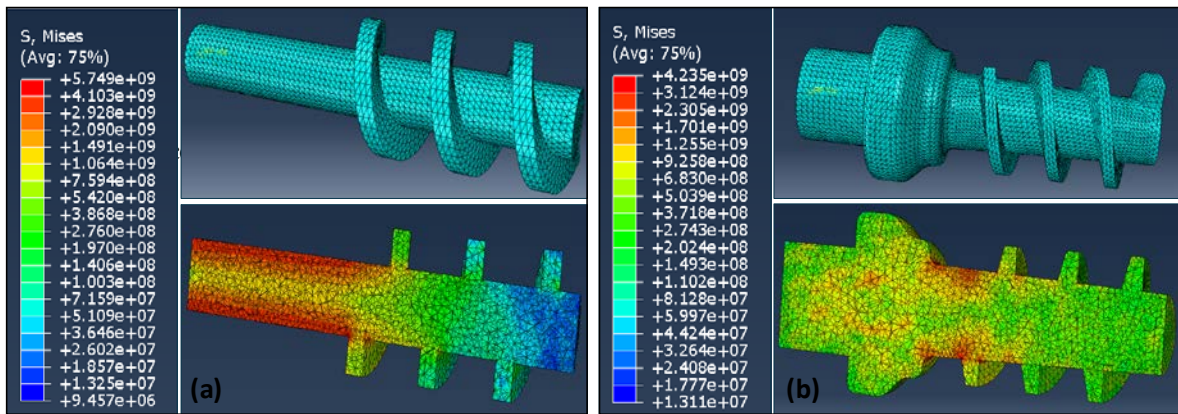 S, Mises
(Avg: 75%)
+5.749e+09
+4.103e+09
+2.928e+09
+2.090e+09
+1.491e+09
+1.064e+09
+7.594e+08
+5.420e+08
+3.868e+08
+2.760e+08
+1.970e+08
+1.406e+08
+1.003e+08
+7.159e+07
+5.109e+07
+3.646e+07
+2.602e+07
+1.857e+07
+1.325e+07
+9.457e+06
(a)
S, Mises
(Avg: 75%)
+4.235e+09
+3.124e+09
+2.305e+09
+1.701e+09
+1.255e+09
+9.258e+08
+6.830e+08
+5.039e+08
+3.718e+08
+2.743e+08
+2.024e+08
+1.493e+08
+1.102e+08
+8.128e+07
+5.997e+07
+4.424e+07
+3.264e+07
+2.408e+07
+1.777e+07
+1.311e+07
(b)